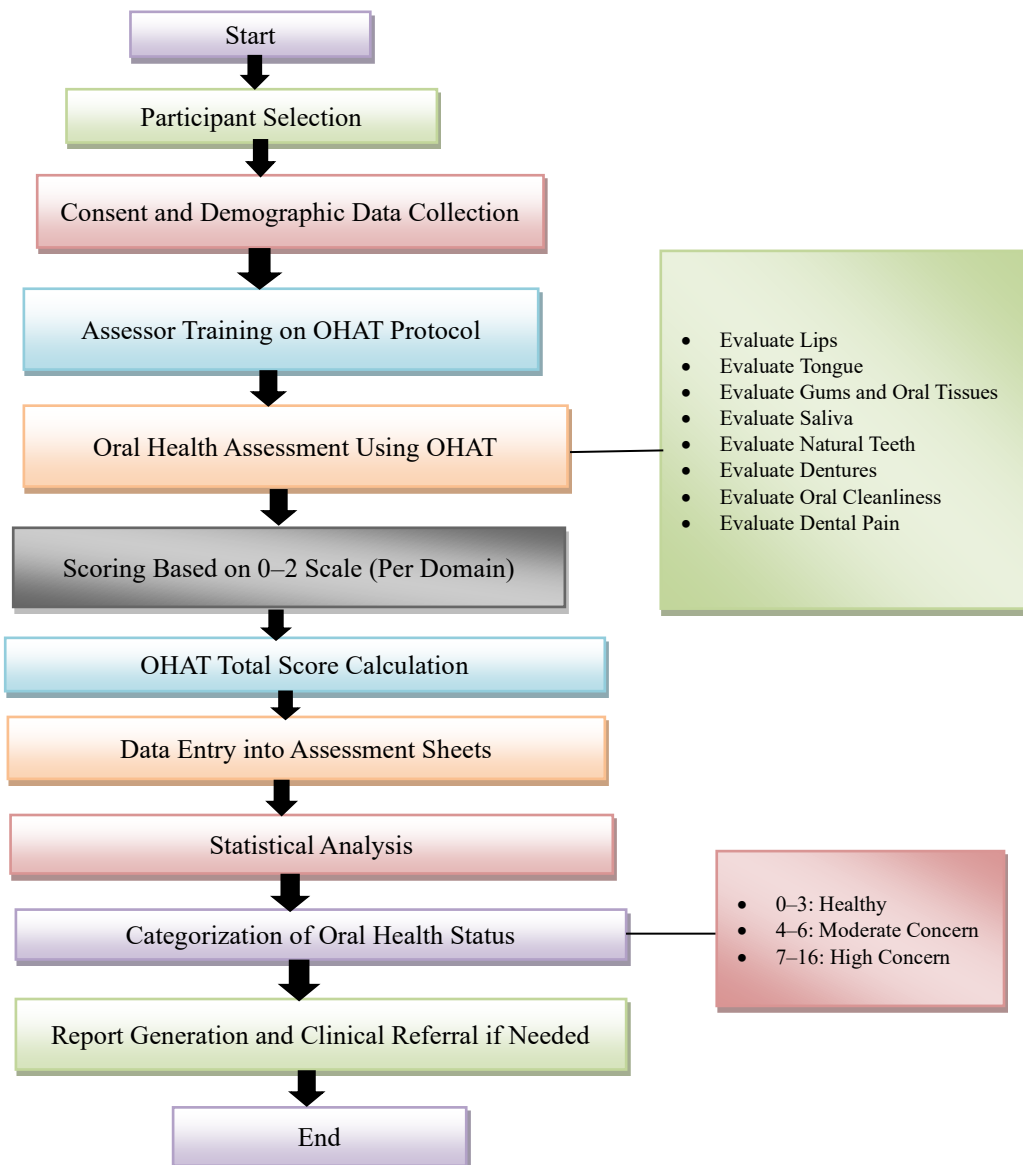 Start
Participant Selection
Consent and Demographic Data Collection
Assessor Training on OHAT Protocol
Oral Health Assessment Using OHAT
• Evaluate Lips
• Evaluate Tongue
• Evaluate Gums and Oral Tissues
• Evaluate Saliva
• Evaluate Natural Teeth
• Evaluate Dentures
• Evaluate Oral Cleanliness
• Evaluate Dental Pain
Scoring Based on 0–2 Scale (Per Domain)
OHAT Total Score Calculation
Data Entry into Assessment Sheets
Statistical Analysis
Categorization of Oral Health Status
• 0–3: Healthy
• 4–6: Moderate Concern
• 7–16: High Concern
Report Generation and Clinical Referral if Needed
End